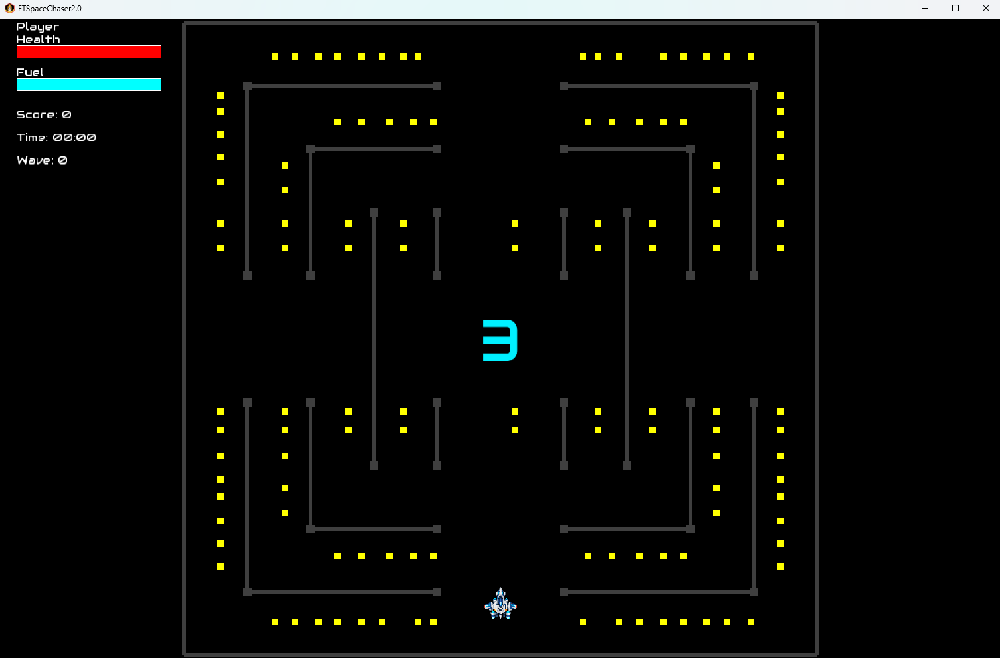 FTSpaceChaser2.0
Player
Health
Fuel
Score: 0
Time: 00:00
Wave: 0
3